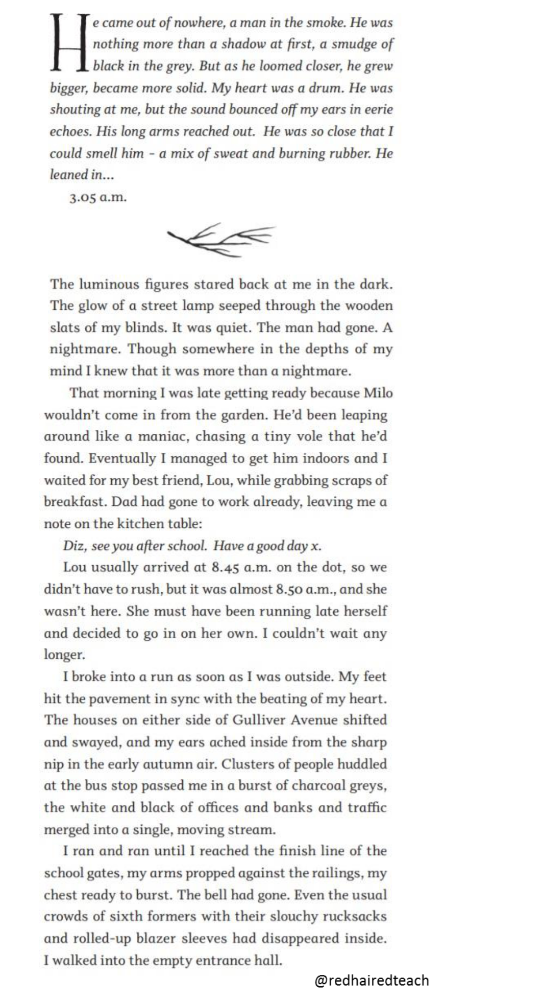 He came out of nowhere, a man in the smoke. He was
nothing more than a shadow at first, a smudge of
black in the grey. But as he loomed closer, he grew
bigger, became more solid. My heart was a drum. He was
shouting at me, but the sound bounced off my ears in eerie
echoes. His long arms reached out. He was so close that I
could smell him - a mix of sweat and burning rubber. He
leaned in...
3.05 a.m.
The luminous figures stared back at me in the dark.
The glow of a street lamp seeped through the wooden
slats of my blinds. It was quiet. The man had gone. A
nightmare. Though somewhere in the depths of my
mind I knew that it was more than a nightmare.
That morning I was late getting ready because Milo
wouldn't come in from the garden. He'd been leaping
around like a maniac, chasing a tiny vole that he'd
found. Eventually I managed to get him indoors and I
waited for my best friend, Lou, while grabbing scraps of
breakfast. Dad had gone to work already, leaving me a
note on the kitchen table:
Diz, see you after school. Have a good day x.
Lou usually arrived at 8.45 a.m. on the dot, so we
didn't have to rush, but it was almost 8.50 a.m., and she
wasn't here. She must have been running late herself
and decided to go in on her own. I couldn't wait any
longer.
I broke into a run as soon as I was outside. My feet
hit the pavement in sync with the beating of my heart.
The houses on either side of Gulliver Avenue shifted
and swayed, and my ears ached inside from the sharp
nip in the early autumn air. Clusters of people huddled
at the bus stop passed me in a burst of charcoal greys,
the white and black of offices and banks and traffic
merged into a single, moving stream.
I ran and ran until I reached the finish line of the
school gates, my arms propped against the railings, my
chest ready to burst. The bell had gone. Even the usual
crowds of sixth formers with their slouchy rucksacks
and rolled-up blazer sleeves had disappeared inside.
I walked into the empty entrance hall.
@redhairedteach